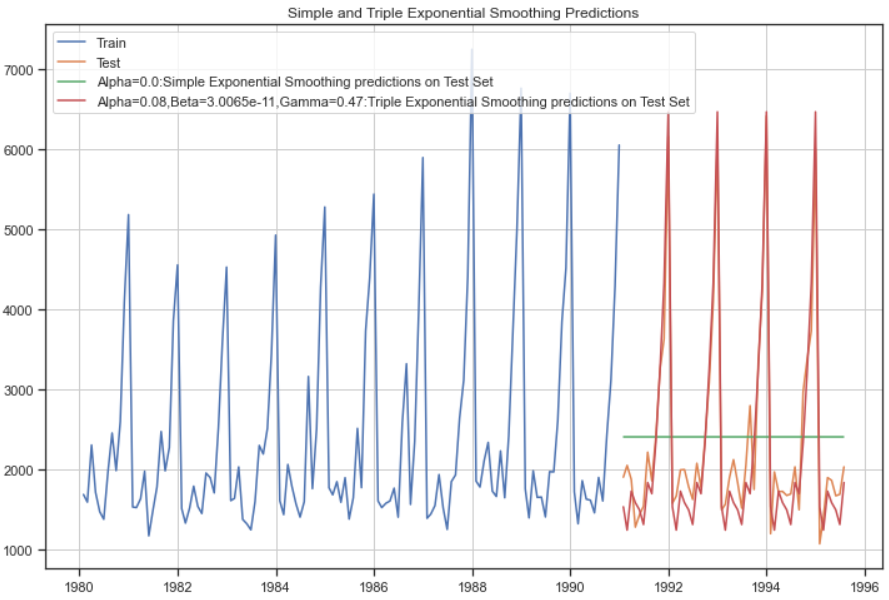 Simple and Triple Exponential Smoothing Predictions
Train
Test
Alpha=0.0:Simple Exponential Smoothing predictions on Test Set
Alpha=0.08,Beta=3.0065e-11,Gamma=0.47:Triple Exponential Smoothing predictions on Test Set
7000
6000
5000
4000
3000
2000
1000
1980 1982 1984 1986 1988 1990 1992 1994 1996